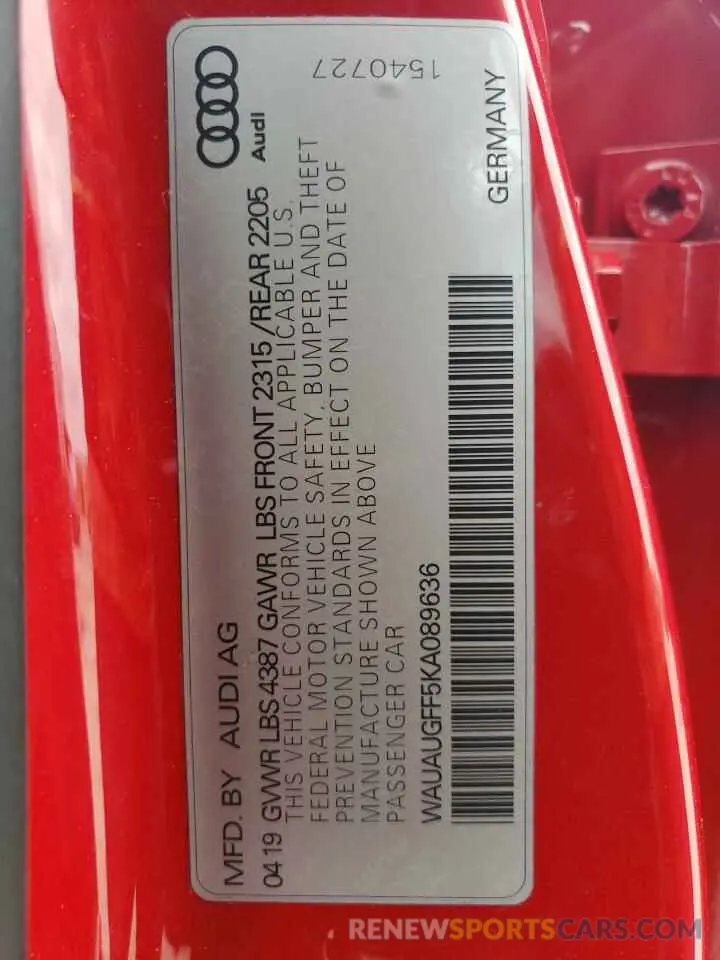 MFD. BY AUDI AG
0419 GVWR LBS 4387 GAWR LBS FRONT 2315 /REAR 2205
THIS VEHICLE CONFORMS TO ALL APPLICABLE U.S.
FEDERAL MOTOR VEHICLE SAFETY, BUMPER AND THEFT
PREVENTION STANDARDS IN EFFECT ON THE DATE OF
MANUFACTURE SHOWN ABOVE
PASSENGER CAR
WAUAUGFF5KA089636
Audi
1540727
GERMANY
RENEWSPORTSCARS.COM